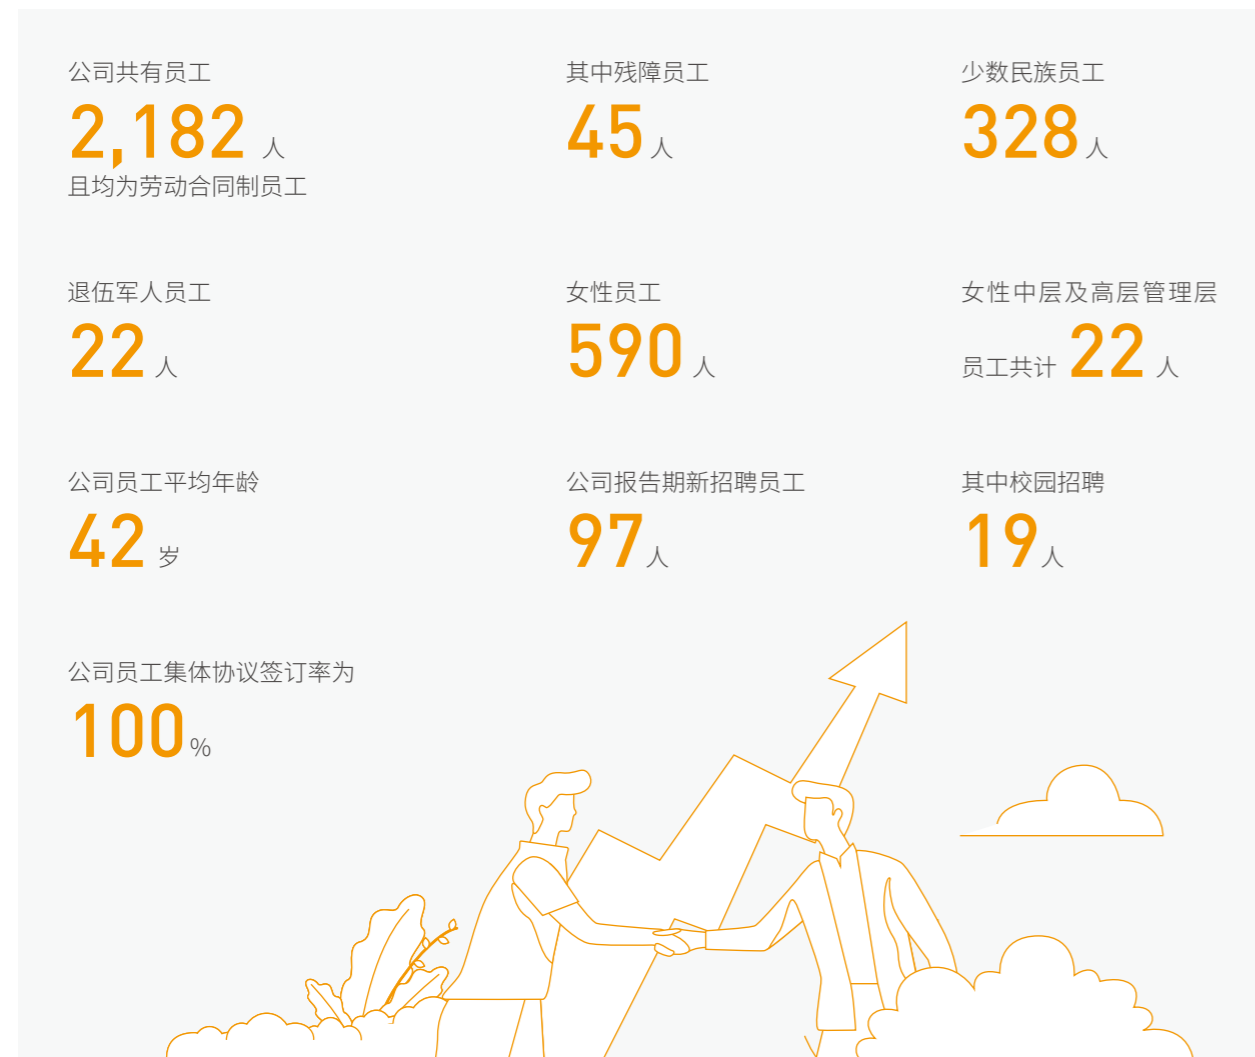 公司共有员工
2,182 人
且均为劳动合同制员工
其中残障员工
45 人
少数民族员工
328 人
退伍军人员工
22 人
女性员工
590 人
女性中层及高层管理层
员工共计 22 人
公司员工平均年龄
42 岁
公司报告期新招聘员工
97 人
其中校园招聘
19 人
公司员工集体协议签订率为
100 %